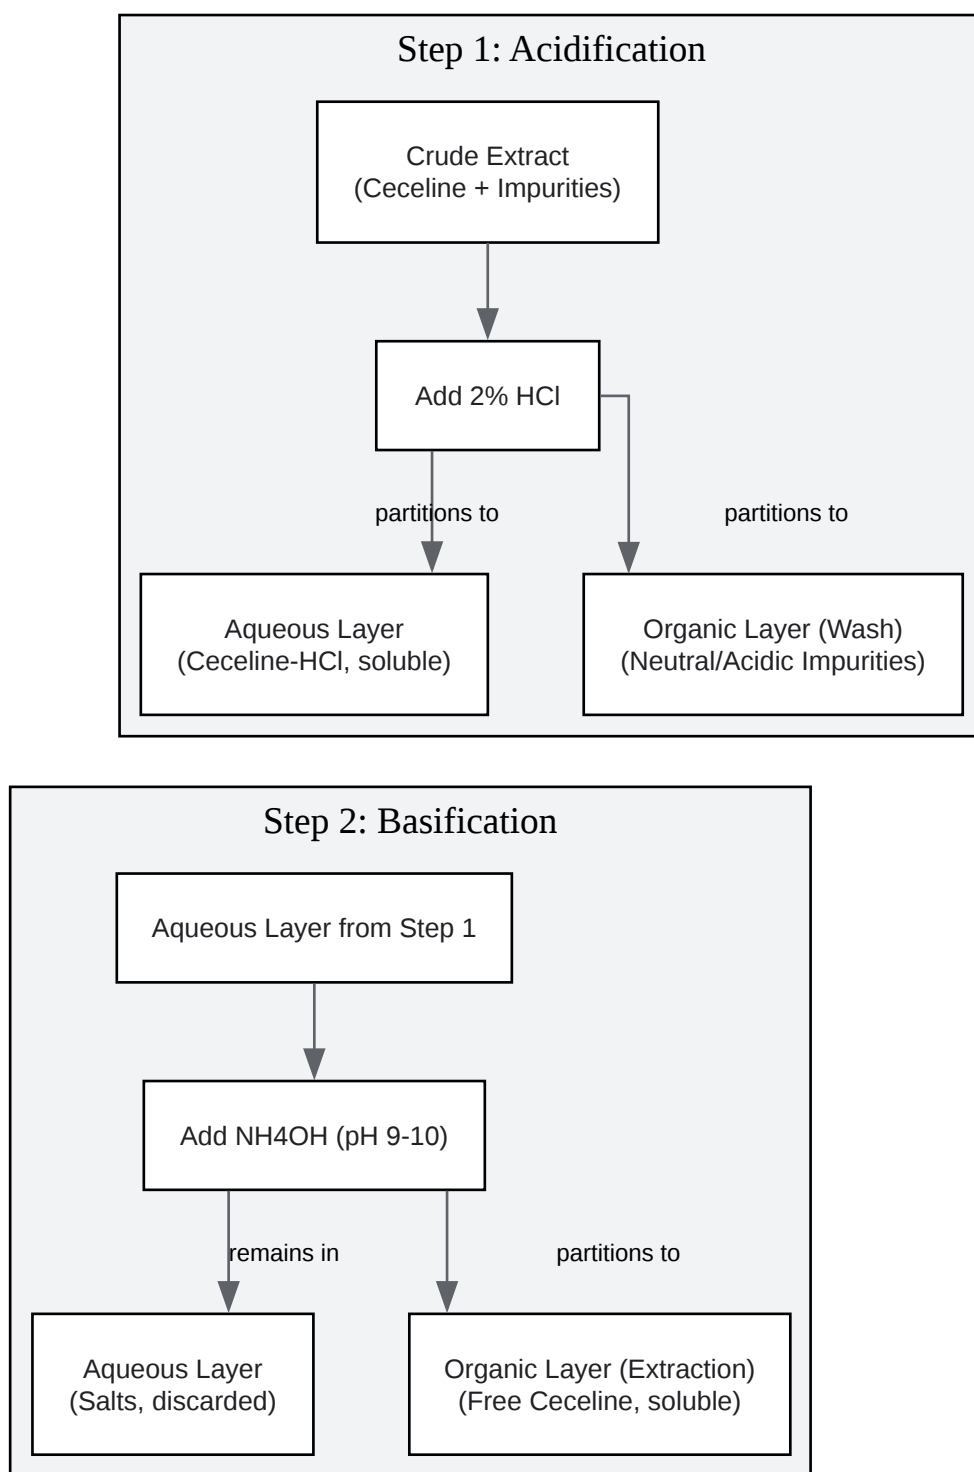 Step 1: Acidification
Crude Extract
(Ceceline + Impurities)
Add 2% HCl
partitions to
partitions to
Aqueous Layer
(Ceceline-HCl, soluble)
Organic Layer (Wash)
(Neutral/Acidic Impurities)
Step 2: Basification
Aqueous Layer from Step 1
Add NH4OH (pH 9-10)
remains in
partitions to
Aqueous Layer
(Salts, discarded)
Organic Layer (Extraction)
(Free Ceceline, soluble)